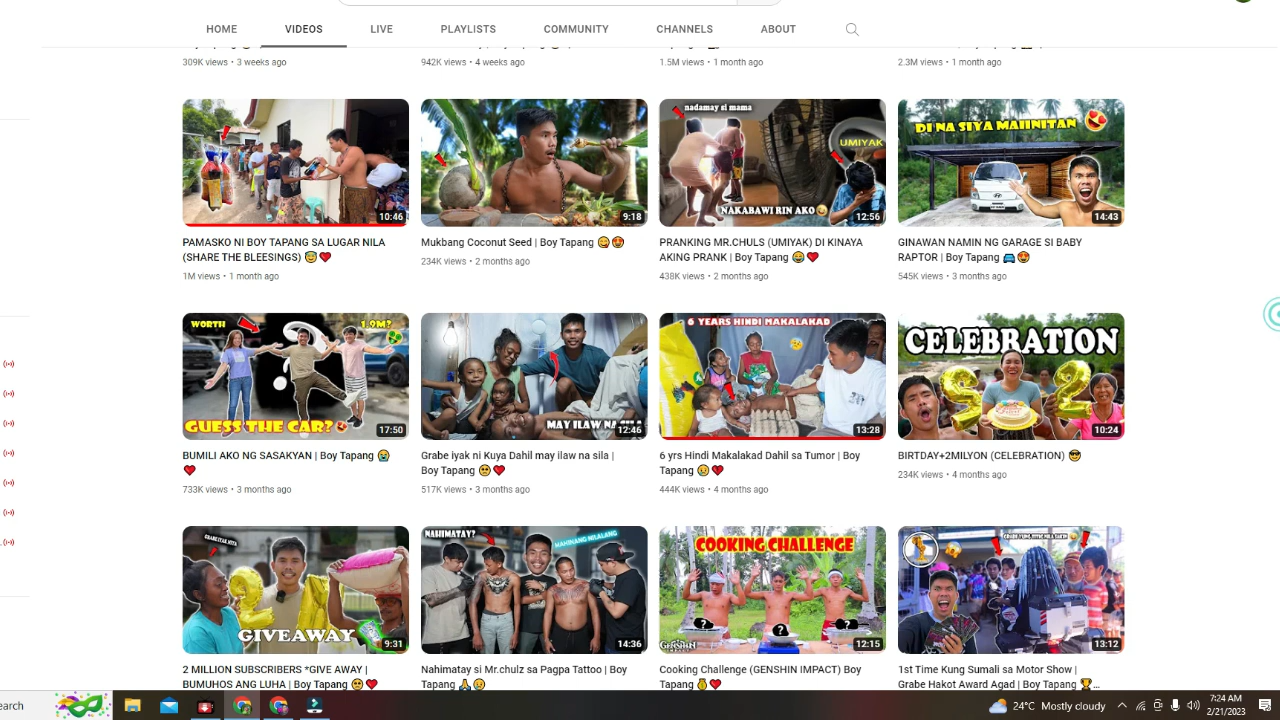 HOME VIDEOS LIVE PLAYLISTS COMMUNITY CHANNELS ABOUT
309K views • 3 weeks ago
942K views • 4 weeks ago
1.5M views • 1 month ago
2.3M views • 1 month ago
10:46
9:18
nadamay si mama
UMIYAK
NAKABAWI RIN AKO
12:56
DI NA SIYA MAIINITAN
14:43
PAMASKO NI BOY TAPANG SA LUGAR NILA
(SHARE THE BLEESINGS) 😇❤️
1M views • 1 month ago
Mukbang Coconut Seed | Boy Tapang 😋😍
234K views • 2 months ago
PRANKING MR.CHULS (UMIYAK) DI KINAYA
AKING PRANK | Boy Tapang 😂❤️
438K views • 2 months ago
GINAWAN NAMIN NG GARAGE SI BABY
RAPTOR | Boy Tapang 🚘😍
545K views • 3 months ago
WORTH
1.9M?
GUESS THE CAR?
17:50
MAY ILAW NA SILA
12:46
6 YEARS HINDI MAKALAKAD
13:28
CELEBRATION
10:24
BUMILI AKO NG SASAKYAN | Boy Tapang 😭
❤️
733K views • 3 months ago
Grabe iyak ni Kuya Dahil may ilaw na sila |
Boy Tapang 🥺❤️
517K views • 3 months ago
6 yrs Hindi Makalakad Dahil sa Tumor | Boy
Tapang 😥❤️
444K views • 4 months ago
BIRTDAY+2MILYON (CELEBRATION) 😎
234K views • 4 months ago
GRABE IYAK NIYA
GIVEAWAY
9:31
NAHIMATAY?
MAHINANG NILALANG
14:36
COOKING CHALLENGE
GENSHIN
12:15
13:12
2 MILLION SUBSCRIBERS *GIVE AWAY |
BUMUHOS ANG LUHA | Boy Tapang 🥺❤️
Nahimatay si Mr.chulz sa Pagpa Tattoo | Boy
Tapang 🙏😥
Cooking Challenge (GENSHIN IMPACT) Boy
Tapang 🥇❤️
1st Time Kung Sumali sa Motor Show |
Grabe Hakot Award Agad | Boy Tapang 🏆...
earch
24°C Mostly cloudy
7:24 AM
2/21/2023